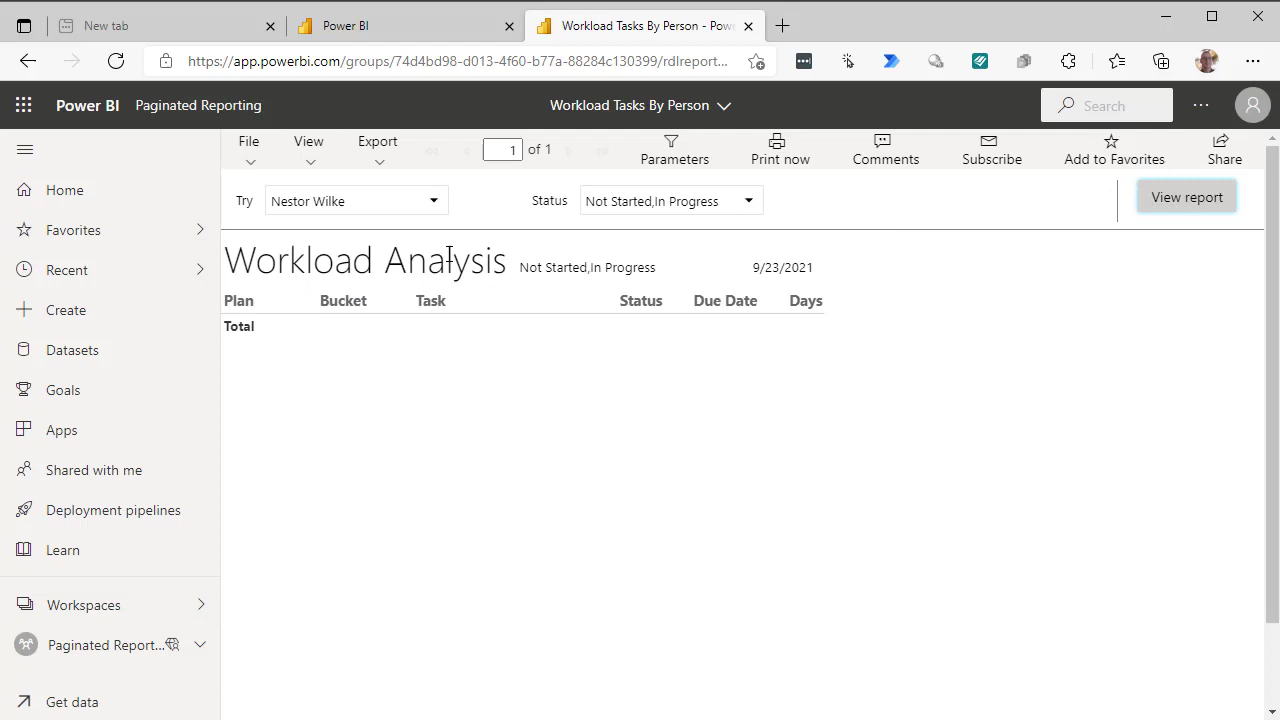 New tab
Power BI
Workload Tasks By Person - Pow
https://app.powerbi.com/groups/74d4bd9e-d013-4f60-b77a-88284c130399/rdlreport...
Power BI Paginated Reporting
Workload Tasks By Person
Search
File
View
Export
1 of 1
Parameters
Print now
Comments
Subscribe
Add to Favorites
Share
Home
Favorites
Recent
Create
Datasets
Goals
Apps
Shared with me
Deployment pipelines
Learn
Workspaces
Paginated Report...
Get data
Try Nestor Wilke
Status Not Started,In Progress
View report
Workload Analysis Not Started,In Progress 9/23/2021
Plan Bucket Task Status Due Date Days
Total